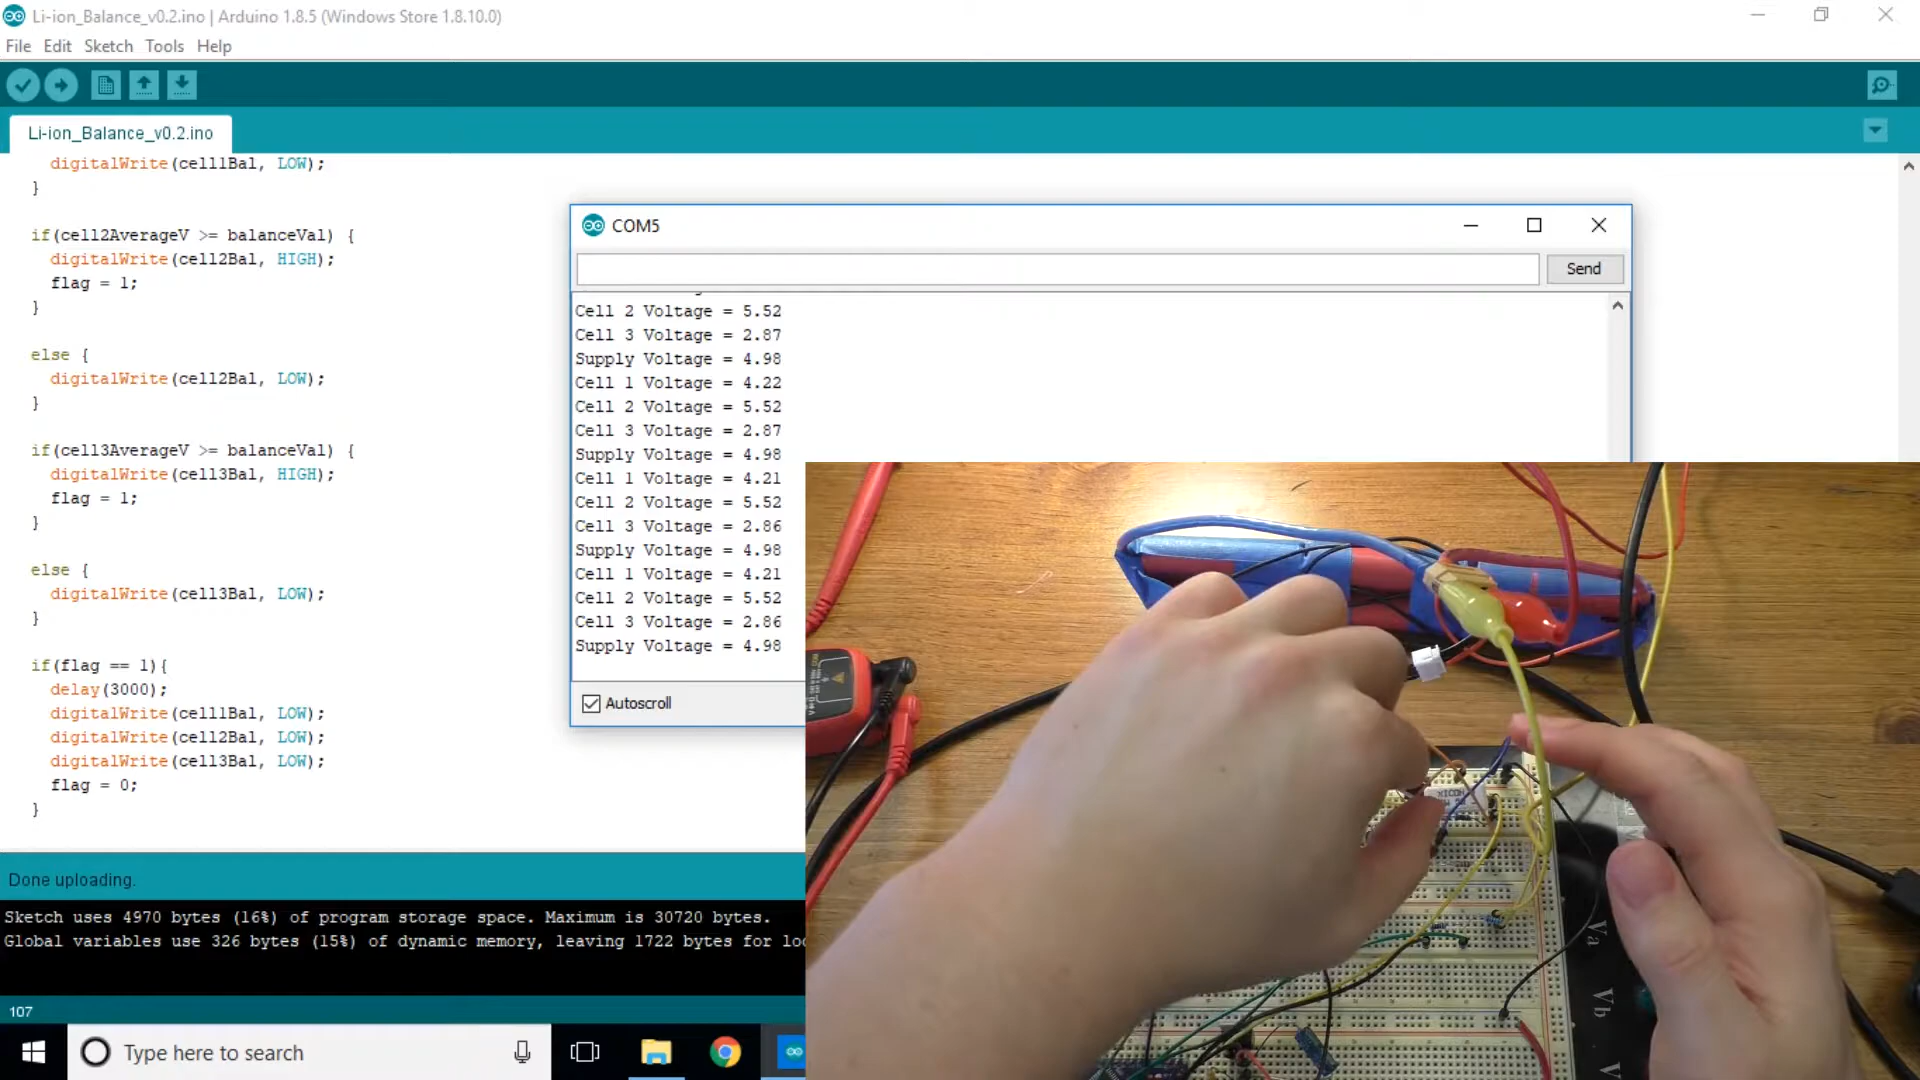 Li-ion_Balance_v0.2.ino | Arduino 1.8.5 (Windows Store 1.8.10.0)
File Edit Sketch Tools Help
Li-ion_Balance_v0.2.ino
digitalWrite(cell1Bal, LOW);
}
if(cell2AverageV >= balanceVal) {
digitalWrite(cell2Bal, HIGH);
flag = 1;
}
else {
digitalWrite(cell2Bal, LOW);
}
if(cell3AverageV >= balanceVal) {
digitalWrite(cell3Bal, HIGH);
flag = 1;
}
else {
digitalWrite(cell3Bal, LOW);
}
if(flag == 1){
delay(3000);
digitalWrite(cell1Bal, LOW);
digitalWrite(cell2Bal, LOW);
digitalWrite(cell3Bal, LOW);
flag = 0;
}
COM5
Send
Cell 2 Voltage = 5.52
Cell 3 Voltage = 2.87
Supply Voltage = 4.98
Cell 1 Voltage = 4.22
Cell 2 Voltage = 5.52
Cell 3 Voltage = 2.87
Supply Voltage = 4.98
Cell 1 Voltage = 4.21
Cell 2 Voltage = 5.52
Cell 3 Voltage = 2.86
Supply Voltage = 4.98
Cell 1 Voltage = 4.21
Cell 2 Voltage = 5.52
Cell 3 Voltage = 2.86
Supply Voltage = 4.98
Autoscroll
Va
Vb
Done uploading.
Sketch uses 4970 bytes (16%) of program storage space. Maximum is 30720 bytes.
Global variables use 326 bytes (15%) of dynamic memory, leaving 1722 bytes for
107
Type here to search